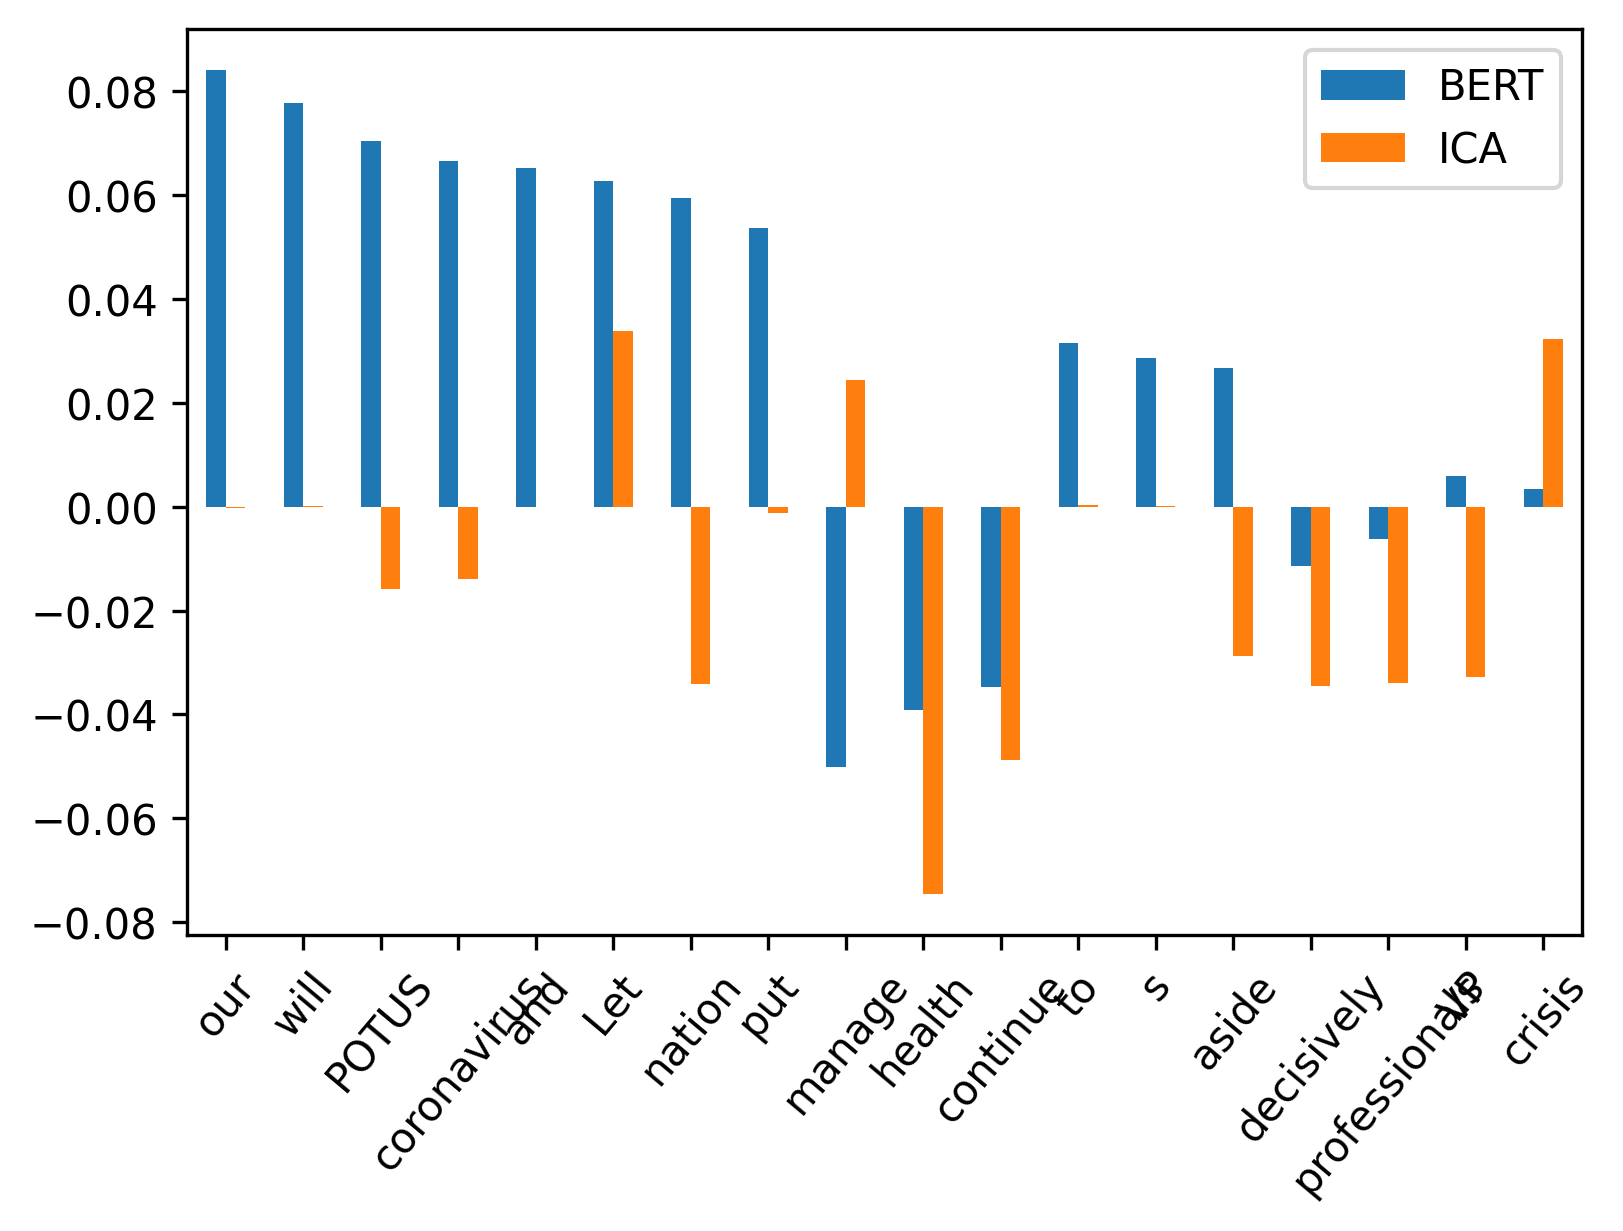 BERT
ICA
0.08
0.06
0.04
0.02
0.00
−0.02
−0.04
−0.06
−0.08
our
will
POTUS
coronavirus
and
Let
nation
put
manage
health
continue
to
s
aside
decisively
professionals
VP
crisis